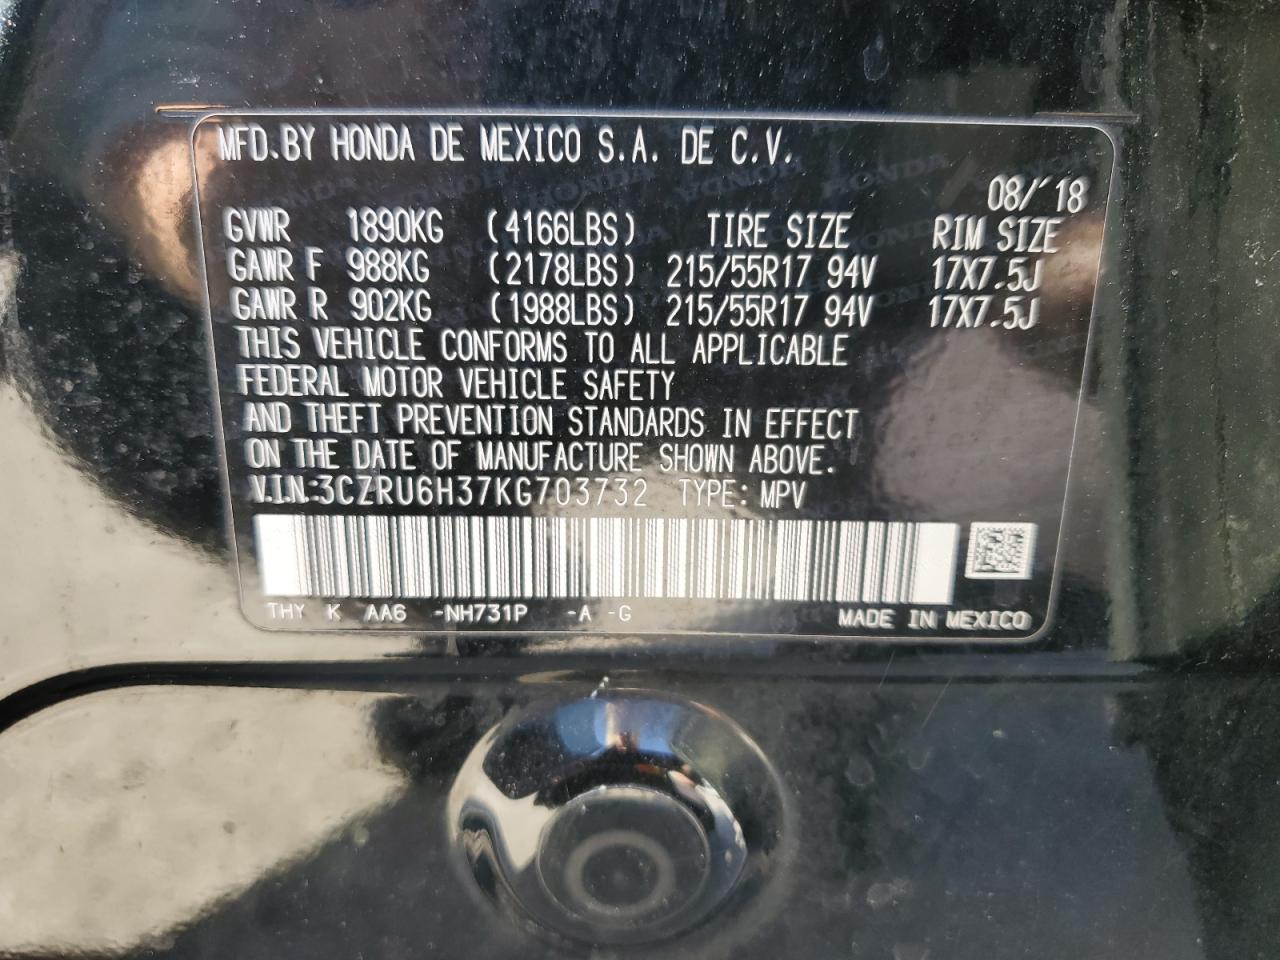 MFD.BY HONDA DE MEXICO S.A. DE C.V.
08/'18
GVWR 1890KG (4166LBS) TIRE SIZE RIM SIZE
GAWR F 988KG (2178LBS) 215/55R17 94V 17X7.5J
GAWR R 902KG (1988LBS) 215/55R17 94V 17X7.5J
THIS VEHICLE CONFORMS TO ALL APPLICABLE
FEDERAL MOTOR VEHICLE SAFETY
AND THEFT PREVENTION STANDARDS IN EFFECT
ON THE DATE OF MANUFACTURE SHOWN ABOVE.
V.I.N:3CZRU6H37KG703732 TYPE: MPV
THY K AA6 -NH731P -A -G MADE IN MEXICO